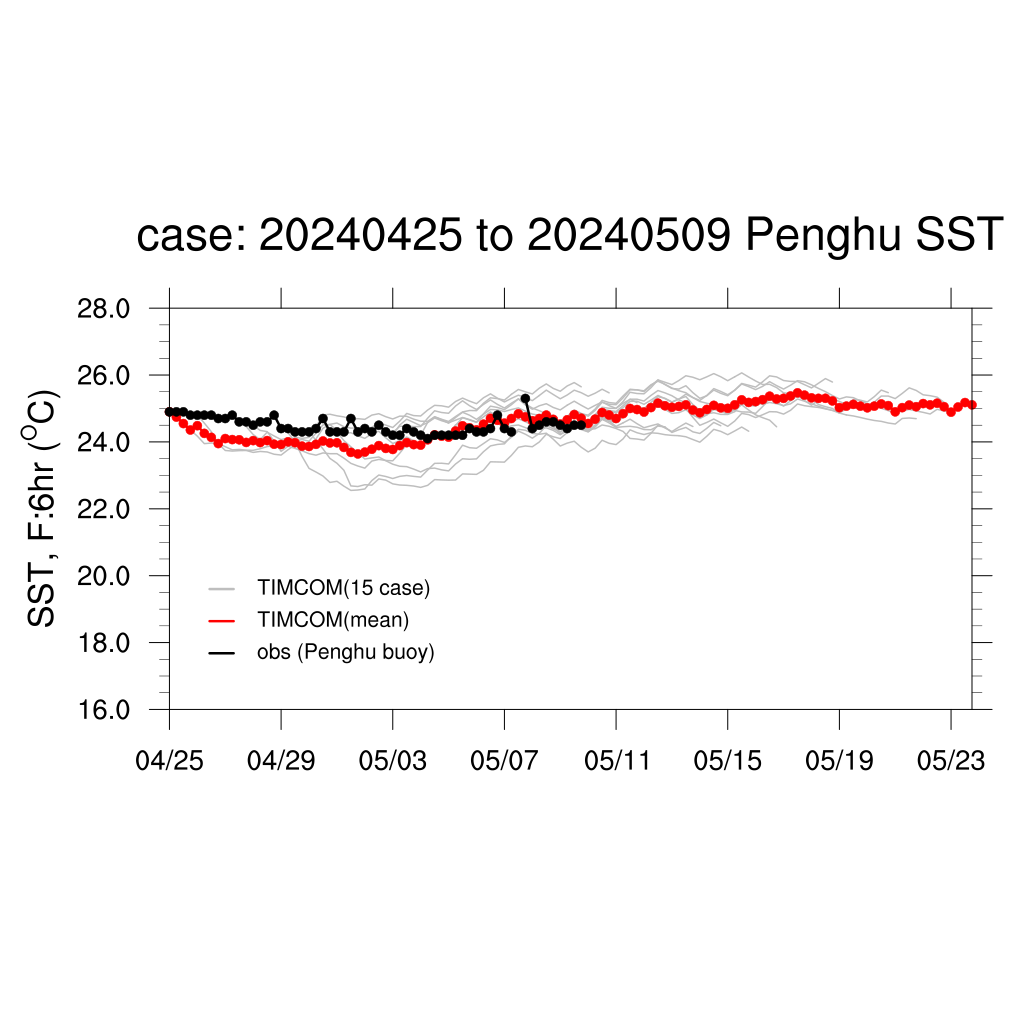 case: 20240425 to 20240509 Penghu SST
SST, F:6hr (°C)
28.0
26.0
24.0
22.0
20.0
18.0
16.0
TIMCOM(15 case)
TIMCOM(mean)
obs (Penghu buoy)
04/25 04/29 05/03 05/07 05/11 05/15 05/19 05/23